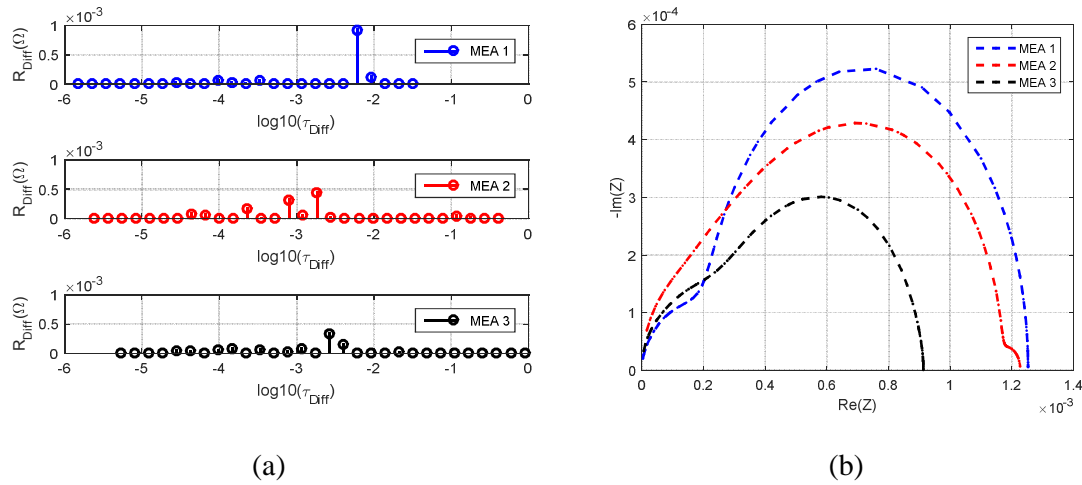 ×10⁻³
1
0.5
0
R_Diff(Ω)
MEA 1
-6 -5 -4 -3 -2 -1 0
log10(τ_Diff)
×10⁻³
1
0.5
0
R_Diff(Ω)
MEA 2
-6 -5 -4 -3 -2 -1 0
log10(τ_Diff)
×10⁻³
1
0.5
0
R_Diff(Ω)
MEA 3
-6 -5 -4 -3 -2 -1 0
log10(τ_Diff)
(a)
×10⁻⁴
6
5
4
3
2
1
0
-Im(Z)
MEA 1
MEA 2
MEA 3
0 0.2 0.4 0.6 0.8 1 1.2 1.4
Re(Z)
×10⁻³
(b)